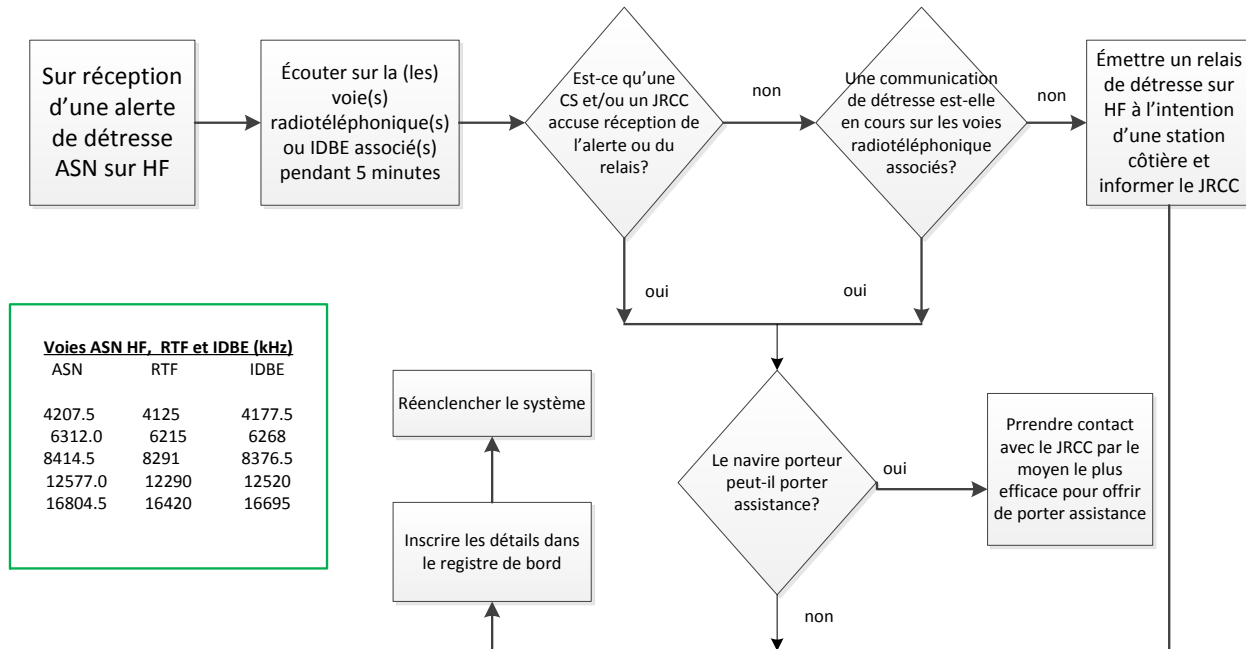 Sur réception
d'une alerte
de détresse
ASN sur HF
Écouter sur la (les)
voie(s)
radiotéléphonique(s)
ou IDBE associé(s)
pendant 5 minutes
Est-ce qu'une
CS et/ou un JRCC
accuse réception de
l'alerte ou du
relais?
non
Une communication
de détresse est-elle
en cours sur les voies
radiotéléphonique
associés?
non
Émettre un relais
de détresse sur
HF à l'intention
d'une station
côtière et
informer le JRCC
oui
oui
Voies ASN HF, RTF et IDBE (kHz)
ASN RTF IDBE
4207.5 4125 4177.5
6312.0 6215 6268
8414.5 8291 8376.5
12577.0 12290 12520
16804.5 16420 16695
Réenclencher le système
Le navire porteur
peut-il porter
assistance?
oui
Prrendre contact
avec le JRCC par le
moyen le plus
efficace pour offrir
de porter assistance
Inscrire les détails dans
le registre de bord
non